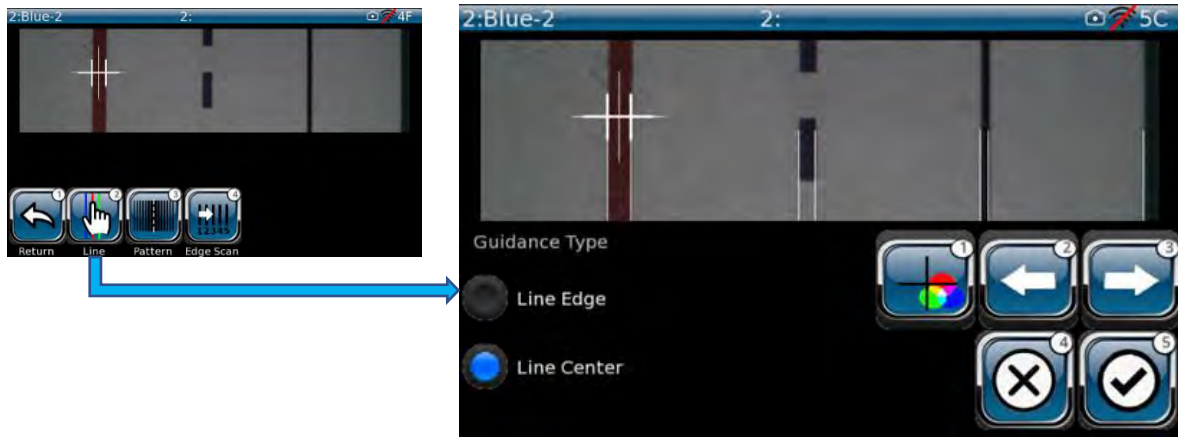 2:Blue-2 2: 4F
1 2 3 4
12345
Return Line Pattern Edge Scan
2:Blue-2 2: 5C
Guidance Type
1 2 3
Line Edge
4 5
Line Center